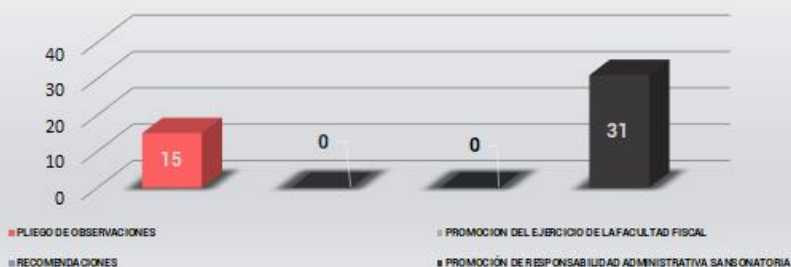 40
30
20
10
0
15
0
0
31
PLIEGO DE OBSERVACIONES
PROMOCION DEL EJERCICIO DE LA FACULTAD FISCAL
RECOMENDACIONES
PROMOCIÓN DE RESPONSABILIDAD ADMINISTRATIVA SANSONATORIA